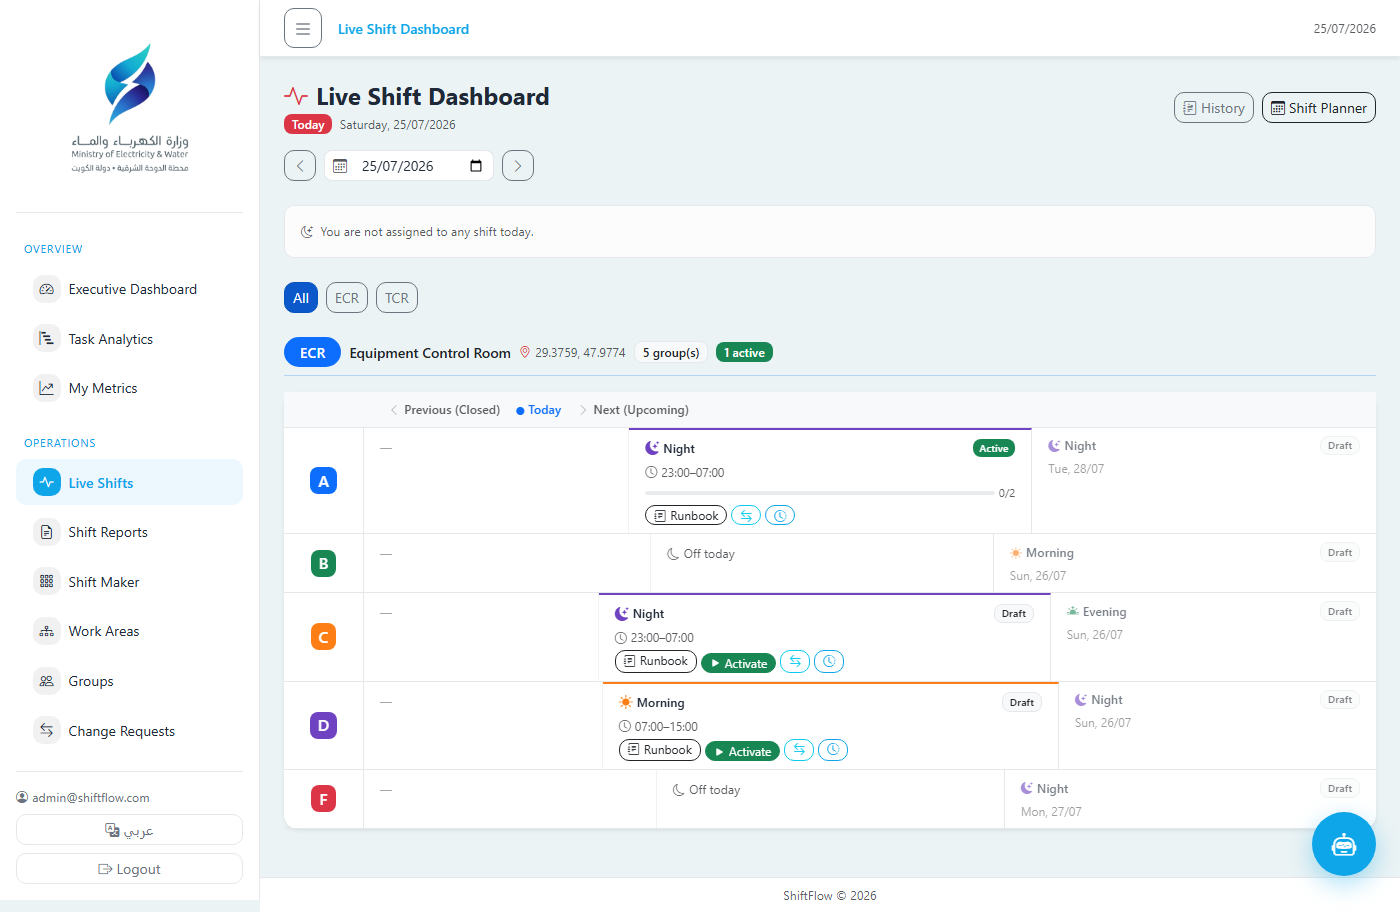 وزارة الكهرباء والماء
Ministry of Electricity & Water
محطة الدوحة الشرقية • دولة الكويت
OVERVIEW
Executive Dashboard
Task Analytics
My Metrics
OPERATIONS
Live Shifts
Shift Reports
Shift Maker
Work Areas
Groups
Change Requests
admin@shiftflow.com
عربي
Logout
Live Shift Dashboard
25/07/2026
Live Shift Dashboard
Today Saturday, 25/07/2026
History
Shift Planner
25/07/2026
You are not assigned to any shift today.
All ECR TCR
ECR Equipment Control Room 29.3759, 47.9774 5 group(s) 1 active
Previous (Closed) Today Next (Upcoming)
A
—
Night Active
23:00–07:00
0/2
Runbook
Night Draft
Tue, 28/07
B
—
Off today
Morning Draft
Sun, 26/07
C
—
Night Draft
23:00–07:00
Runbook Activate
Evening Draft
Sun, 26/07
D
—
Morning Draft
07:00–15:00
Runbook Activate
Night Draft
Sun, 26/07
F
—
Off today
Night Draft
Mon, 27/07
ShiftFlow © 2026